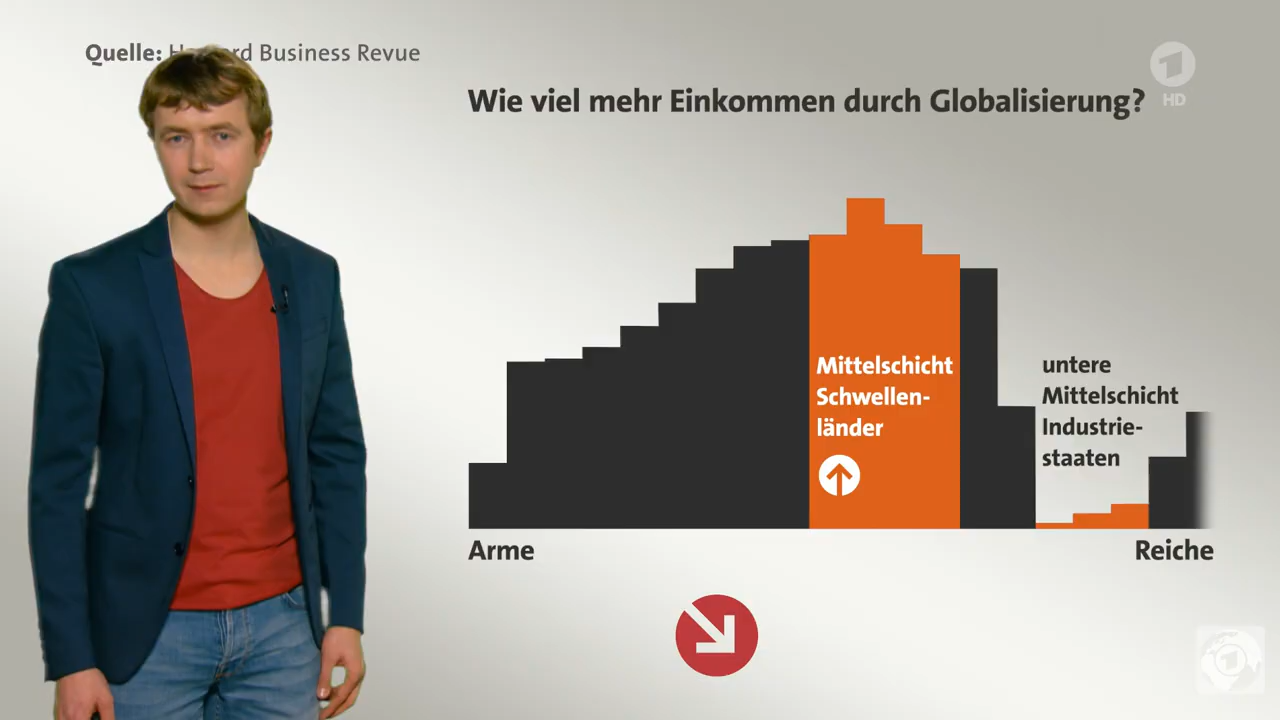 Quelle: Harvard Business Revue
Wie viel mehr Einkommen durch Globalisierung?
HD
Mittelschicht
Schwellen-
länder
untere
Mittelschicht
Industrie-
staaten
Arme
Reiche